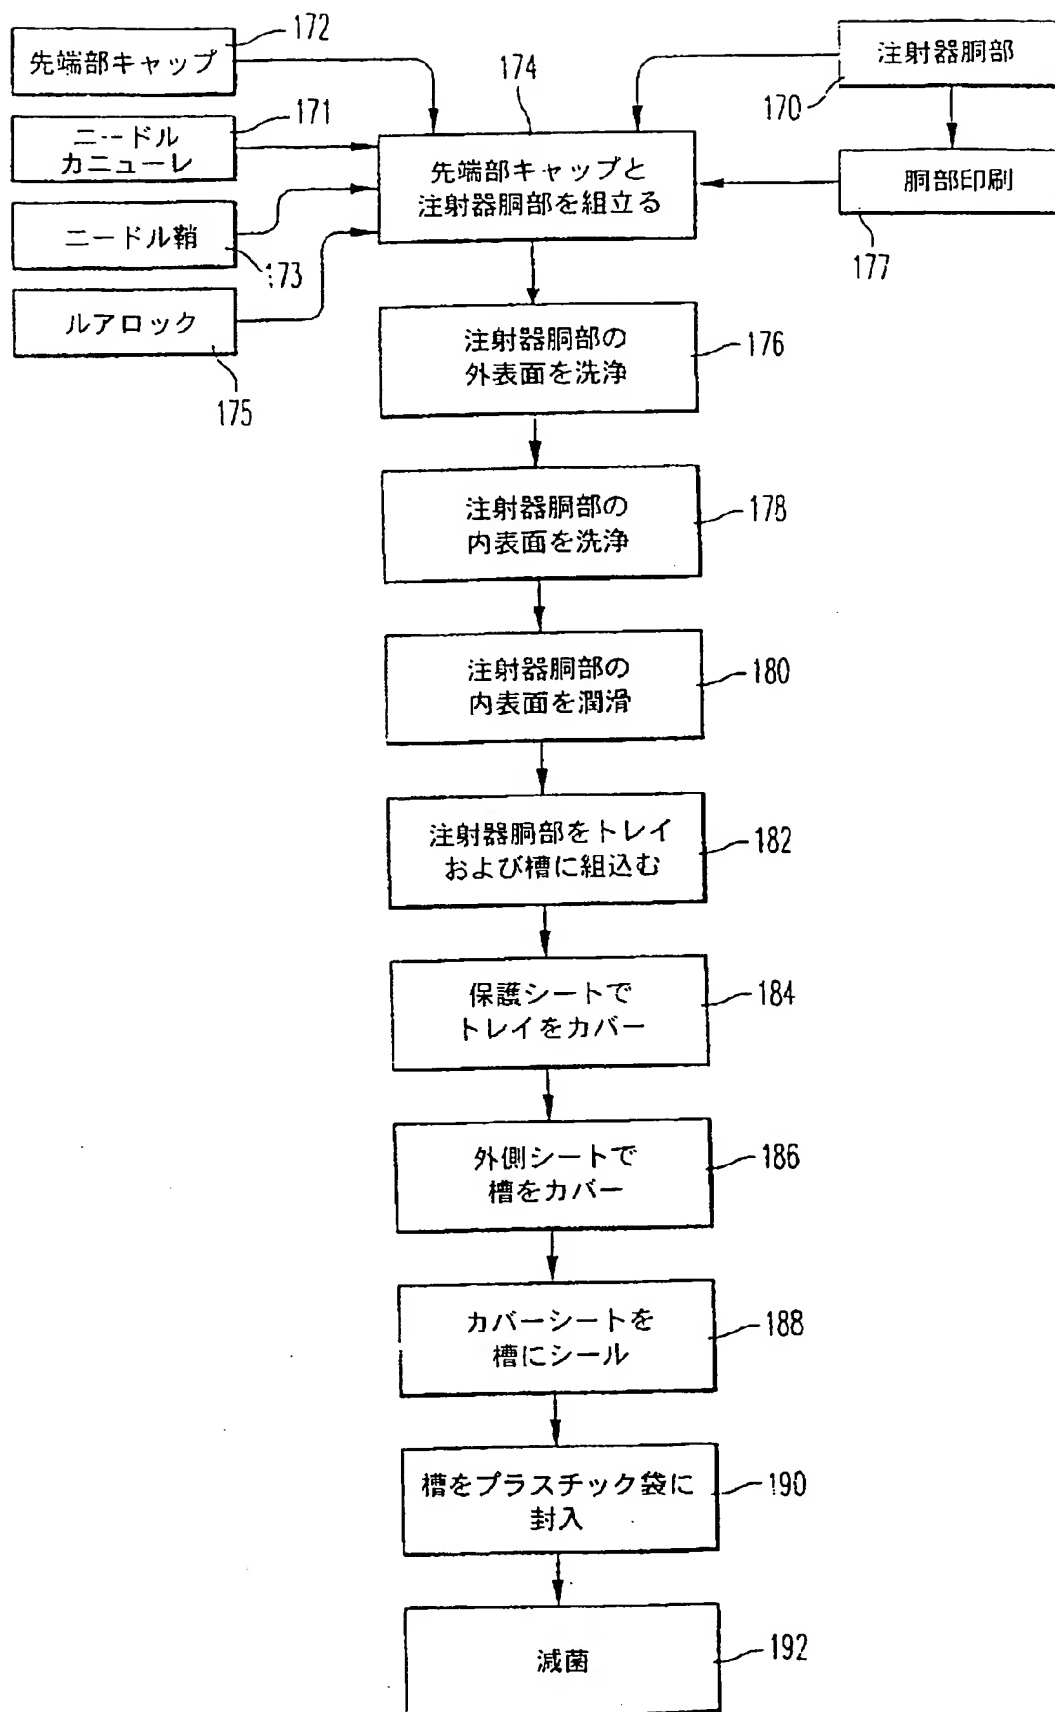 172
先端部キャップ
171
ニードル
カニューレ
ニードル鞘
173
ルアロック
175
174
先端部キャップと
注射器胴部を組立る
注射器胴部
170
胴部印刷
177
注射器胴部の
外表面を洗浄
176
注射器胴部の
内表面を洗浄
178
注射器胴部の
内表面を潤滑
180
注射器胴部をトレイ
および槽に組込む
182
保護シートで
トレイをカバー
184
外側シートで
槽をカバー
186
カバーシートを
槽にシール
188
槽をプラスチック袋に
封入
190
滅菌
192